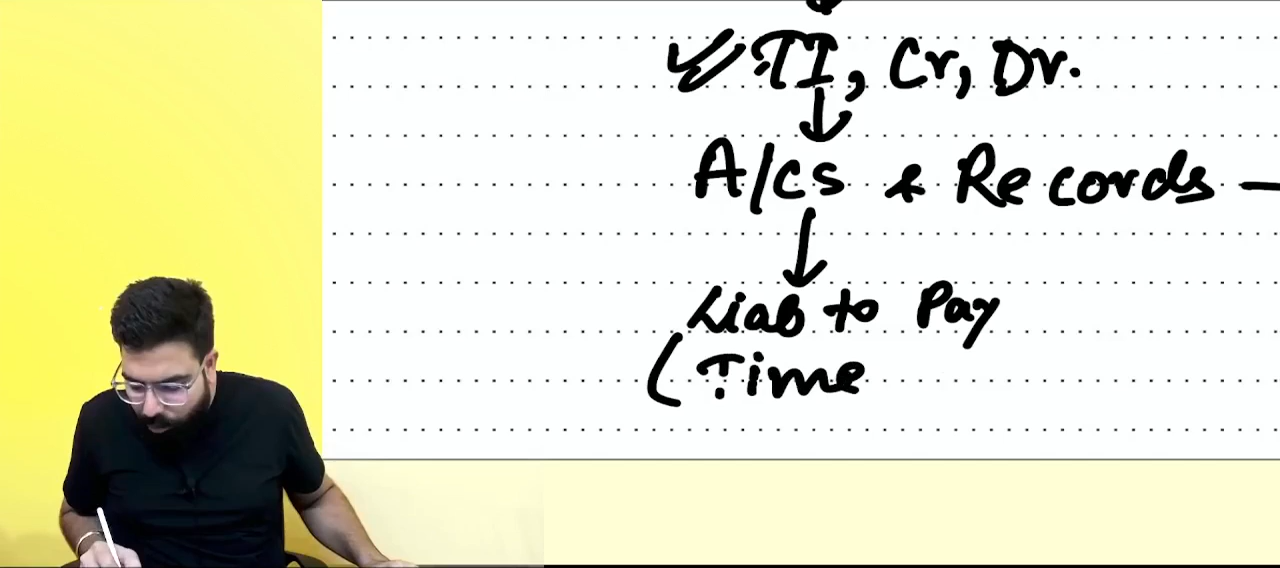 TI, Cr, Dr.
A/cs & Records –
Liab to Pay
(Time